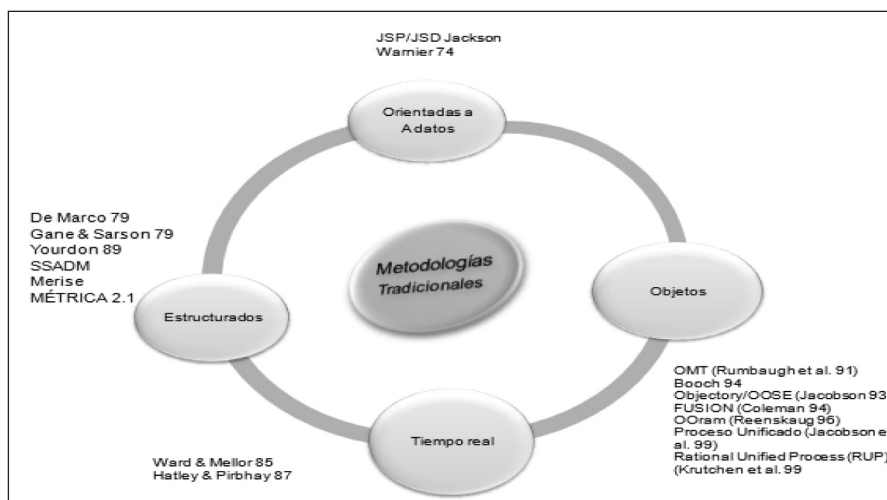 JSP/JSD Jackson
Warnier 74
Orientadas a
A datos
De Marco 79
Gane & Sarson 79
Yourdon 89
SSADM
Merise
MÉTRICA 2.1
Estructurados
Metodologías
Tradicionales
Objetos
OMT (Rumbaugh et al. 91)
Booch 94
Objectory/OOSE (Jacobson 93
FUSION (Coleman 94)
OOram (Reenskaug 96)
Proceso Unificado (Jacobson e
al. 99)
Rational Unified Process (RUP)
(Krutchen et al. 99
Tiempo real
Ward & Mellor 85
Hatley & Pirbhay 87